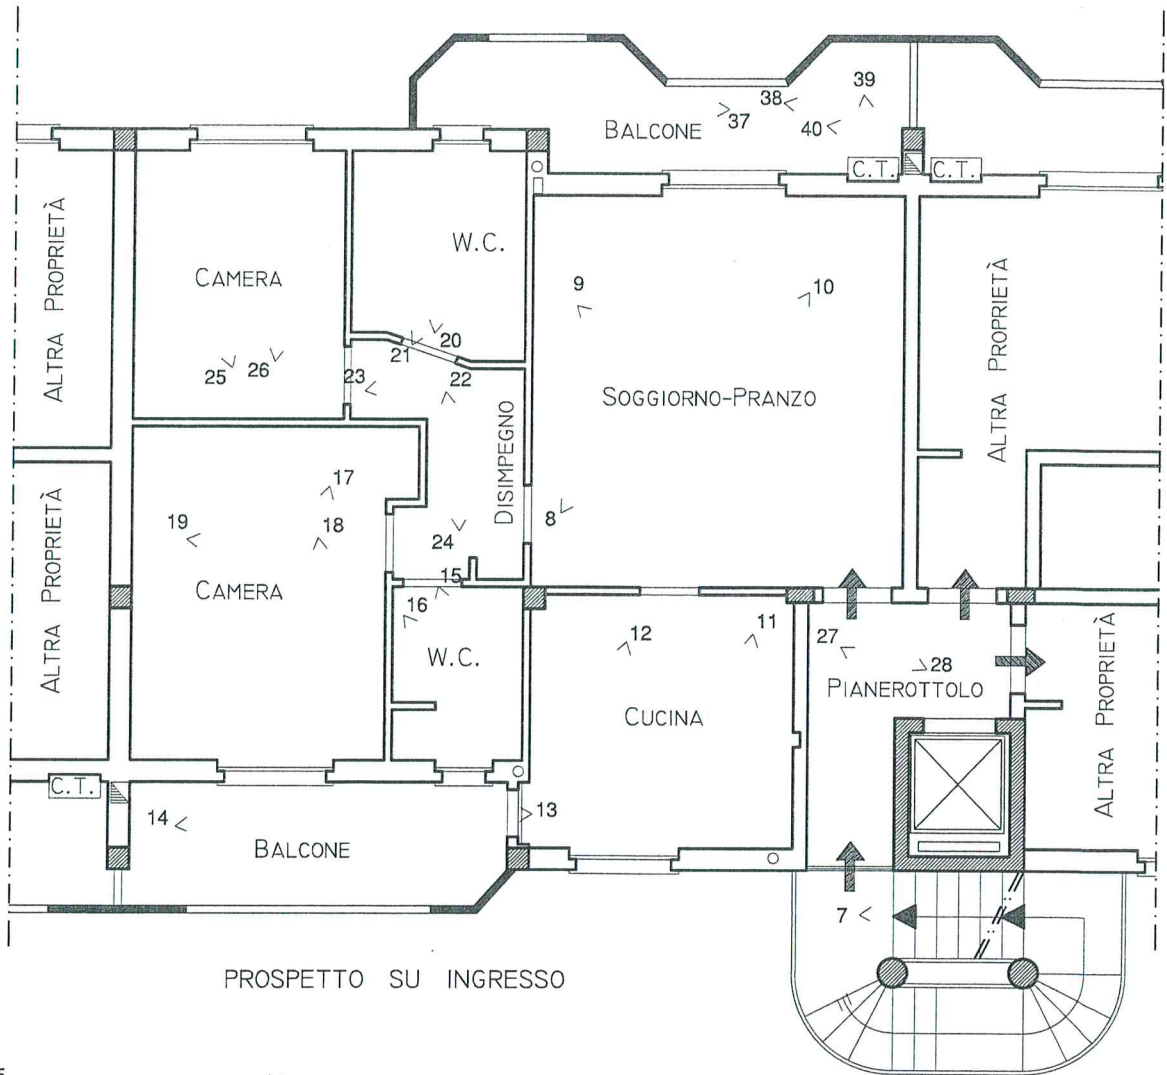 39
38
37
BALCONE
40
C.T.
C.T.
ALTRA PROPRIETÀ
CAMERA
W.C.
9
10
ALTRA PROPRIETÀ
20
21
25
26
23
22
SOGGIORNO-PRANZO
DISIMPEGNO
17
19
18
8
24
ALTRA PROPRIETÀ
CAMERA
15
16
W.C.
12
11
27
28
PIANEROTTOLO
CUCINA
ALTRA PROPRIETÀ
C.T.
14
13
BALCONE
7
PROSPETTO SU INGRESSO